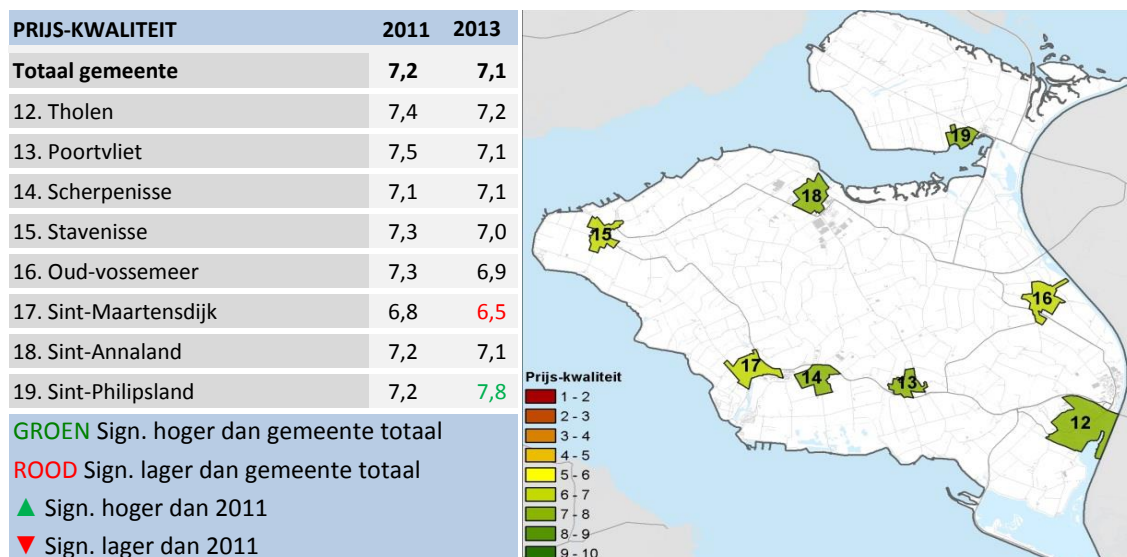 PRIJS-KWALITEIT 2011 2013
Totaal gemeente 7,2 7,1
12. Tholen 7,4 7,2
13. Poortvliet 7,5 7,1
14. Scherpenisse 7,1 7,1
15. Stavenisse 7,3 7,0
16. Oud-vossemeer 7,3 6,9
17. Sint-Maartensdijk 6,8 6,5
18. Sint-Annaland 7,2 7,1
19. Sint-Philipsland 7,2 7,8
GROEN Sign. hoger dan gemeente totaal
ROOD Sign. lager dan gemeente totaal
▲ Sign. hoger dan 2011
▼ Sign. lager dan 2011
19
18
15
16
17
14
13
12
Prijs-kwaliteit
1 - 2
2 - 3
3 - 4
4 - 5
5 - 6
6 - 7
7 - 8
8 - 9
9 - 10